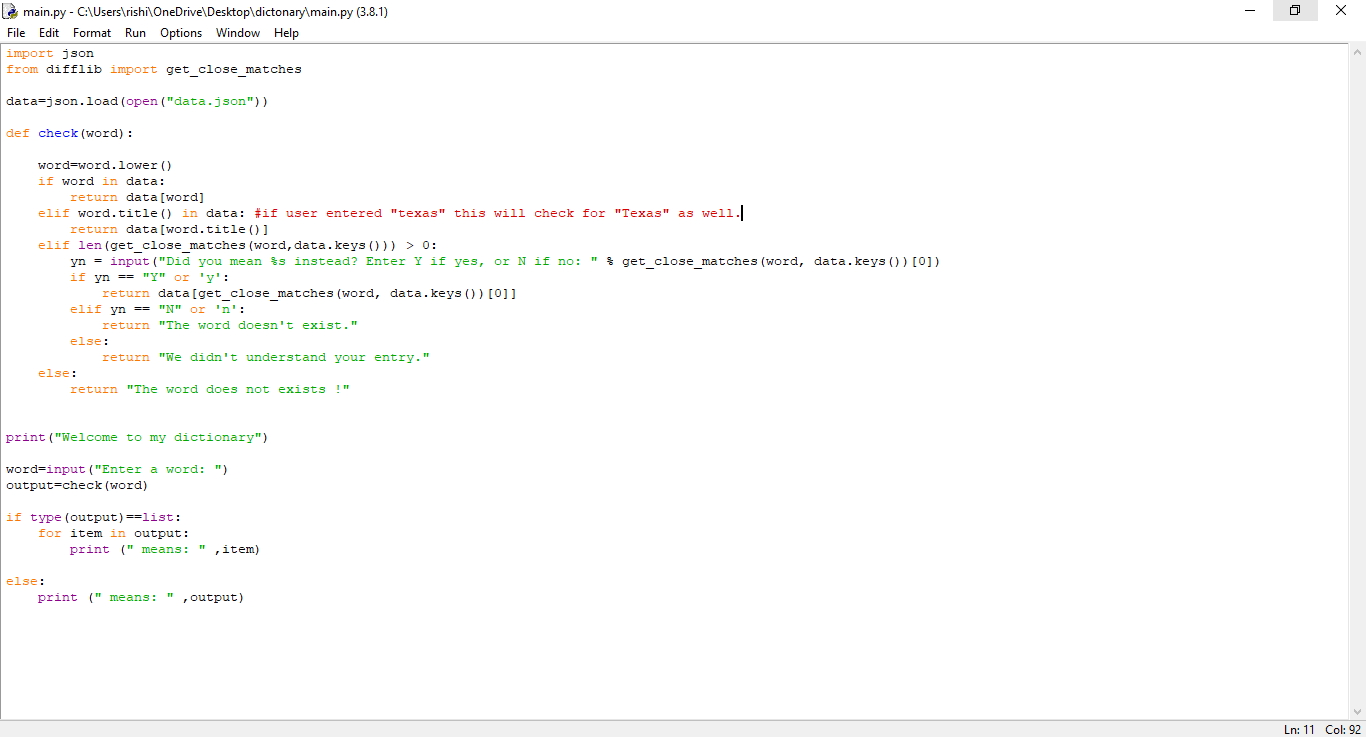 main.py - C:\Users\rishi\OneDrive\Desktop\dictonary\main.py (3.8.1)
File Edit Format Run Options Window Help
import json
from difflib import get_close_matches
data=json.load(open("data.json"))
def check(word):
    word=word.lower()
    if word in data:
        return data[word]
    elif word.title() in data: #if user entered "texas" this will check for "Texas" as well.
        return data[word.title()]
    elif len(get_close_matches(word,data.keys())) > 0:
        yn = input("Did you mean %s instead? Enter Y if yes, or N if no: " % get_close_matches(word, data.keys())[0])
        if yn == "Y" or 'y':
            return data[get_close_matches(word, data.keys())[0]]
        elif yn == "N" or 'n':
            return "The word doesn't exist."
        else:
            return "We didn't understand your entry."
    else:
        return "The word does not exists !"
print("Welcome to my dictionary")
word=input("Enter a word: ")
output=check(word)
if type(output)==list:
    for item in output:
        print (" means: " ,item)
else:
    print (" means: " ,output)
Ln: 11 Col: 92